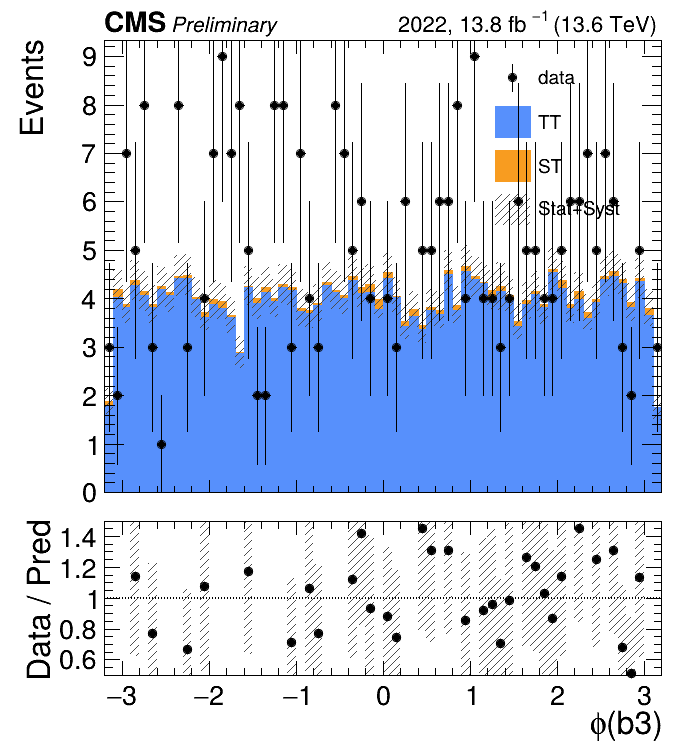 CMS Preliminary 2022, 13.8 fb⁻¹ (13.6 TeV)
Events
9
8
7
6
5
4
3
2
1
0
data
TT
ST
Stat+Syst
Data / Pred
1.4
1.2
1
0.8
0.6
−3 −2 −1 0 1 2 3
ϕ(b3)